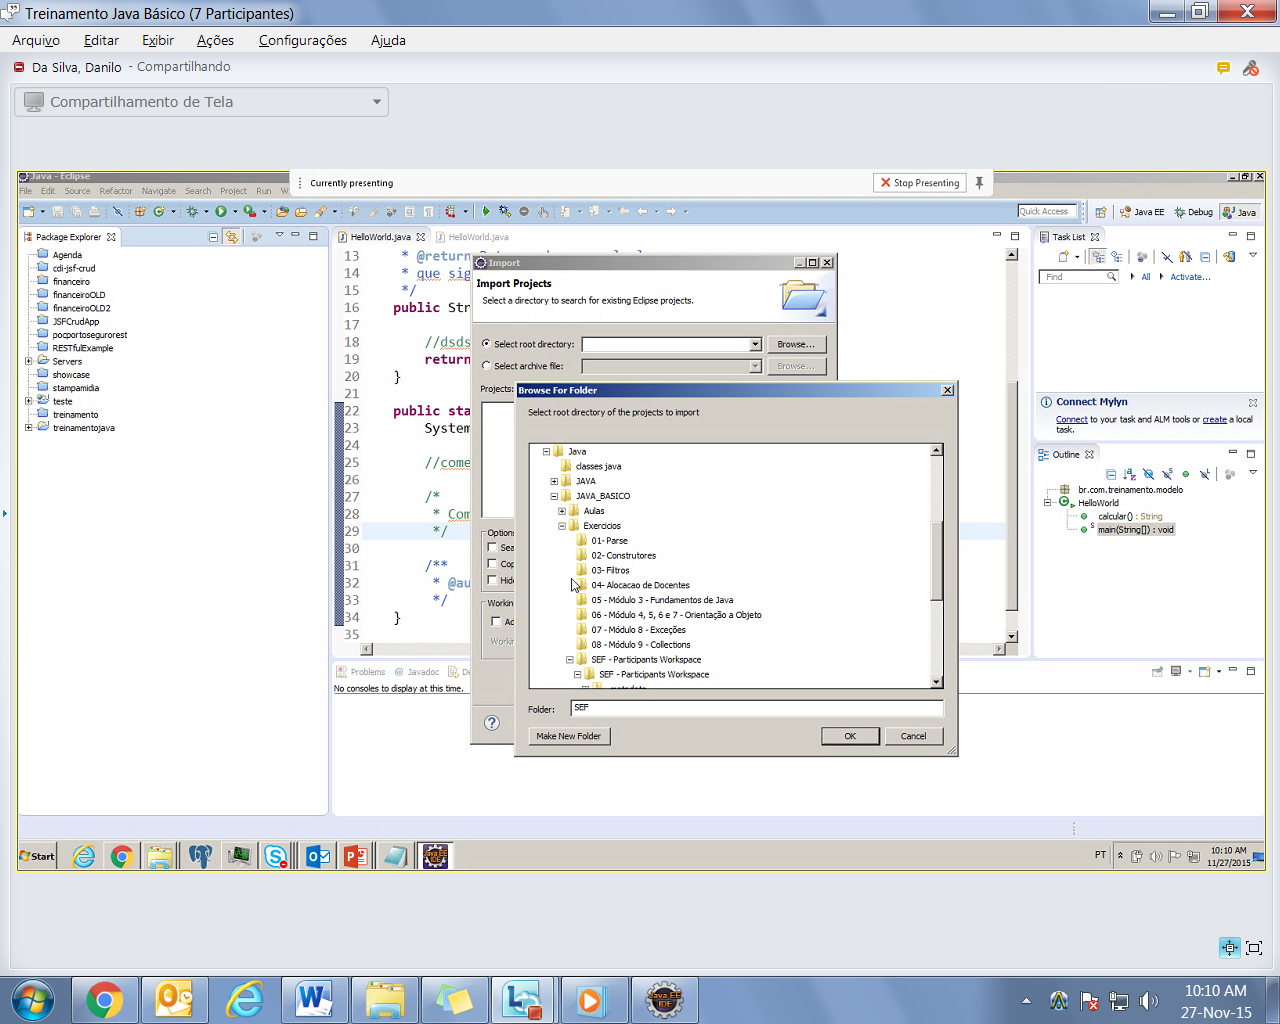 Treinamento Java Básico (7 Participantes)
Arquivo Editar Exibir Ações Configurações Ajuda
Da Silva, Danilo - Compartilhando
Compartilhamento de Tela
Java - Eclipse
File Edit Source Refactor Navigate Search Project Run W
Currently presenting
Stop Presenting
Quick Access
Java EE
Debug
Java
Package Explorer
Agenda
cdi-jsf-crud
financeiro
financeiroOLD
financeiroOLD2
JSFCrudApp
pocportosegurorest
RESTfulExample
Servers
showcase
stampamidia
teste
treinamento
treinamentojava
HelloWorld.java
HelloWorld.java
13 * @return
14 * que sig
15 */
16 public Str
17
18 //dsds
19 return
20 }
21
22 public sta
23 System
24
25 //come
26
27 /*
28 * Com
29 */
30
31 /**
32 * @au
33 */
34 }
35
Import
Import Projects
Select a directory to search for existing Eclipse projects.
Select root directory:
Browse...
Select archive file:
Browse...
Projects:
Options
Sea
Cop
Hide
Working
Ad
Workin
Browse For Folder
Select root directory of the projects to import
Java
classes java
JAVA
JAVA_BASICO
Aulas
Exercicios
01- Parse
02- Construtores
03- Filtros
04- Alocacao de Docentes
05 - Módulo 3 - Fundamentos de Java
06 - Módulo 4, 5, 6 e 7 - Orientação a Objeto
07 - Módulo 8 - Exceções
08 - Módulo 9 - Collections
SEF - Participants Workspace
SEF - Participants Workspace
Folder: SEF
Make New Folder OK Cancel
Task List
Find All Activate...
Connect Mylyn
Connect to your task and ALM tools or create a local
task.
Outline
br.com.treinamento.modelo
HelloWorld
calcular() : String
main(String[]) : void
Problems @ Javadoc De
No consoles to display at this time.
Start
PT
10:10 AM
11/27/2015
Java EE
IDE
10:10 AM
27-Nov-15